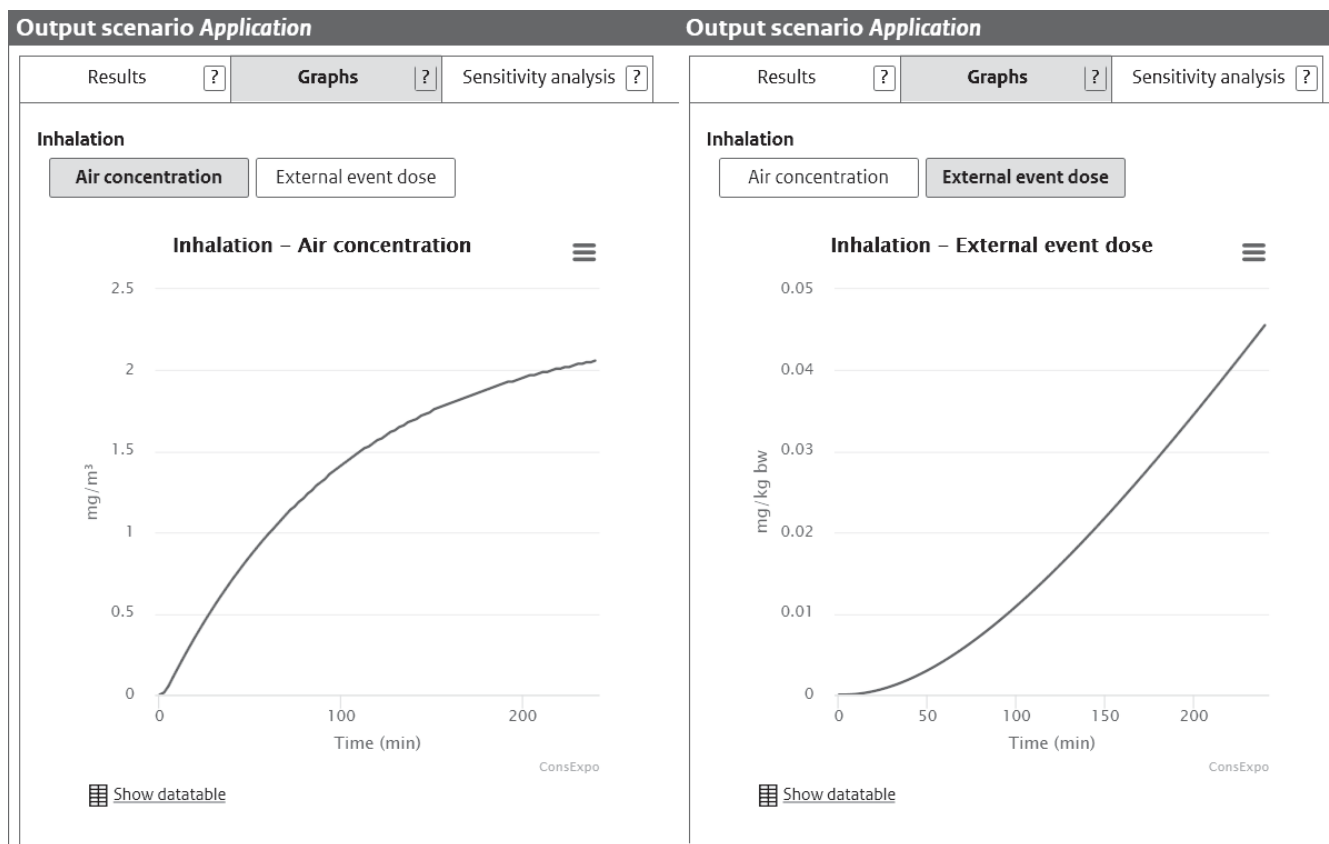 Output scenario Application
Results ? Graphs ? Sensitivity analysis ?
Inhalation
Air concentration External event dose
Inhalation – Air concentration
2.5
2
1.5
1
0.5
0
mg/m³
0 100 200
Time (min)
ConsExpo
Show datatable
Output scenario Application
Results ? Graphs ? Sensitivity analysis ?
Inhalation
Air concentration External event dose
Inhalation – External event dose
0.05
0.04
0.03
0.02
0.01
0
mg/kg bw
0 50 100 150 200
Time (min)
ConsExpo
Show datatable